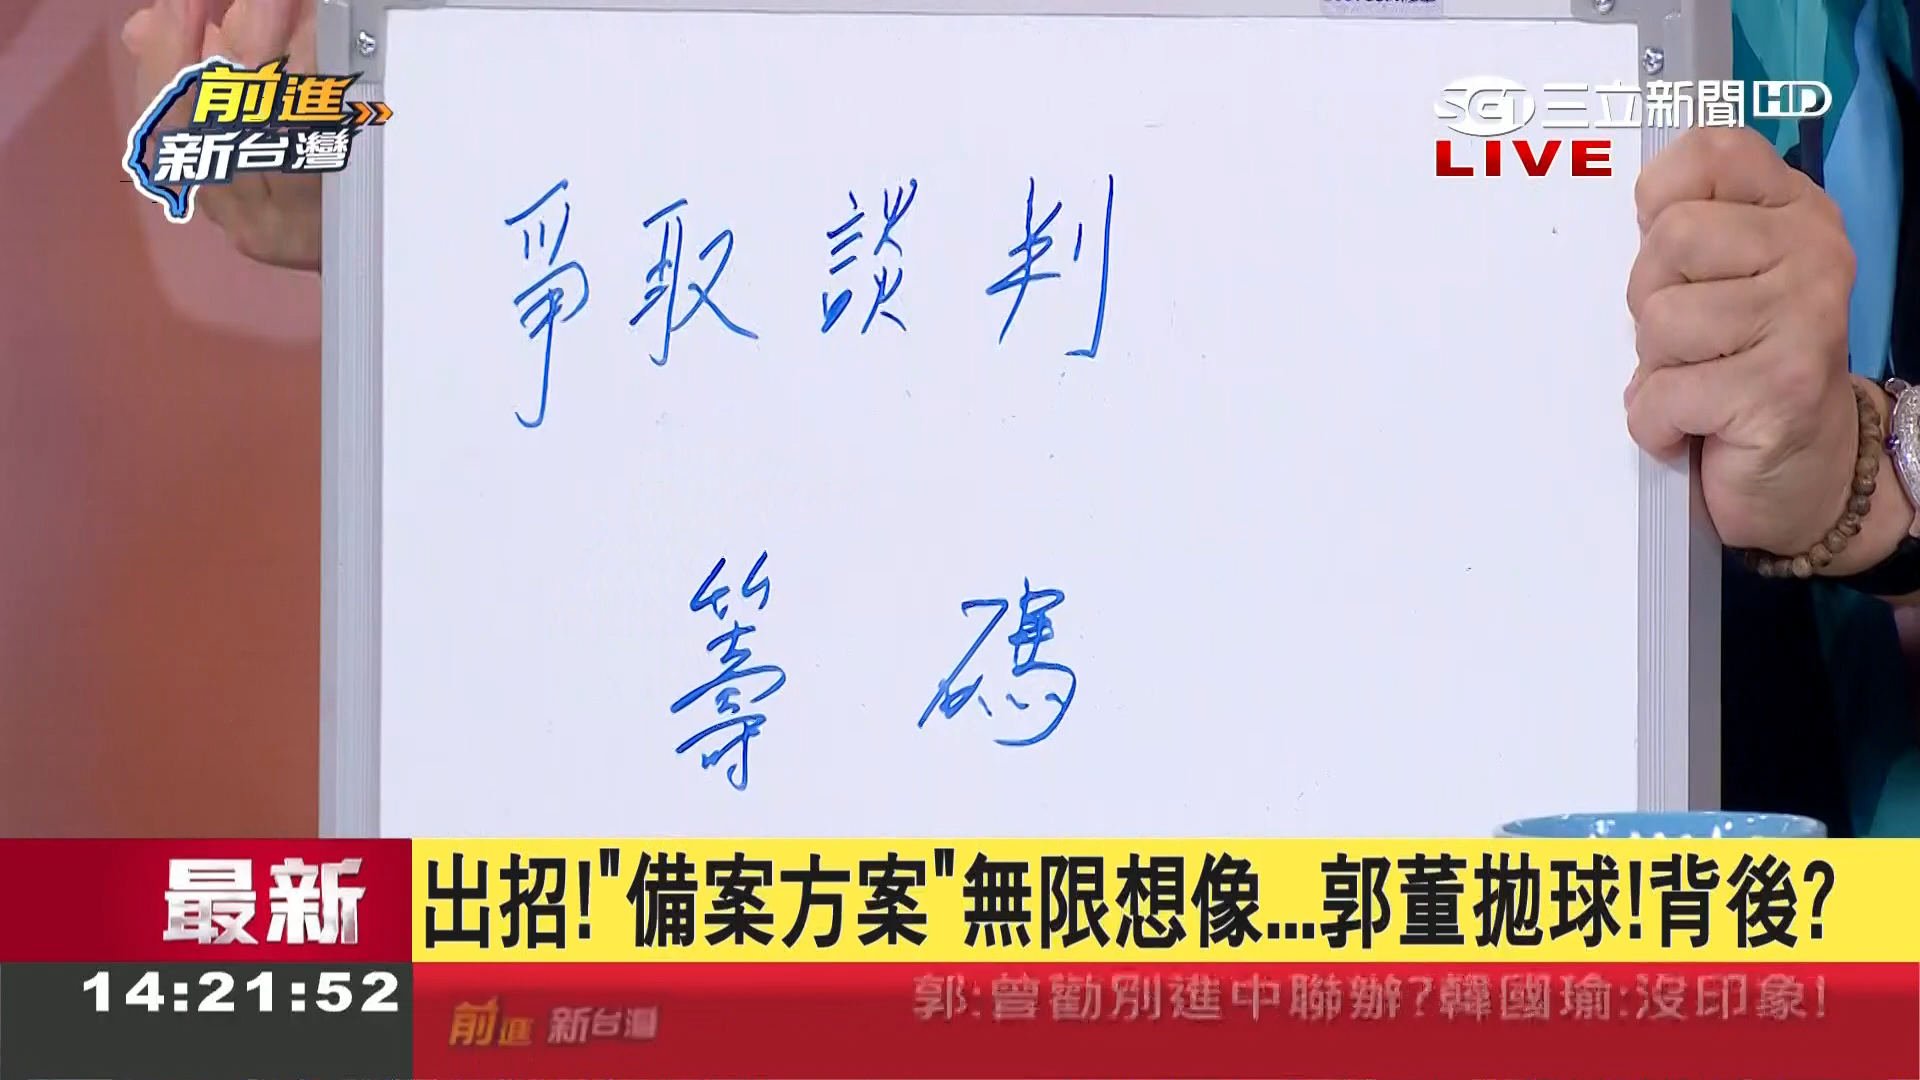 前進
新台灣
SET三立新聞HD
LIVE
爭取談判
籌碼
最新
出招!"備案方案"無限想像...郭董拋球!背後?
14:21:52
前進 新台灣
郭:曾勸別進中聯辦?韓國瑜:沒印象!